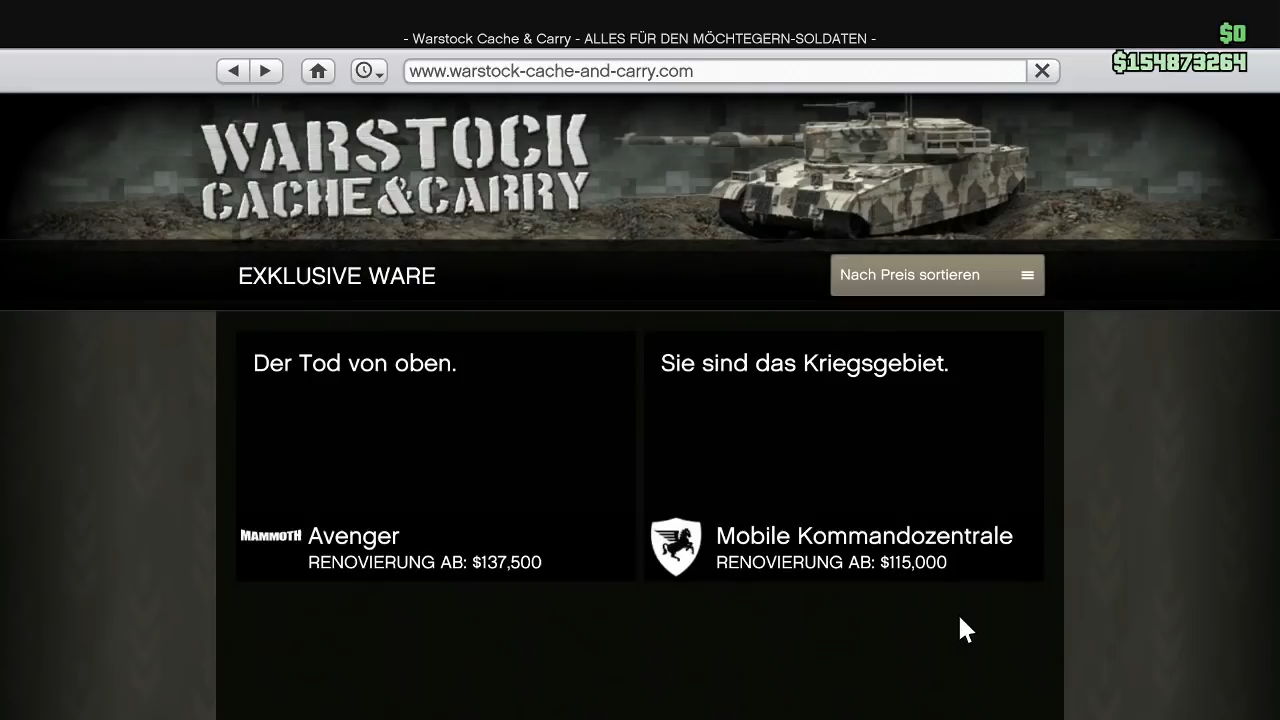 - Warstock Cache & Carry - ALLES FÜR DEN MÖCHTEGERN-SOLDATEN -
$0
$154873264
www.warstock-cache-and-carry.com
WARSTOCK
CACHE&CARRY
EXKLUSIVE WARE
Nach Preis sortieren
Der Tod von oben.
MAMMOTH
Avenger
RENOVIERUNG AB: $137,500
Sie sind das Kriegsgebiet.
Mobile Kommandozentrale
RENOVIERUNG AB: $115,000